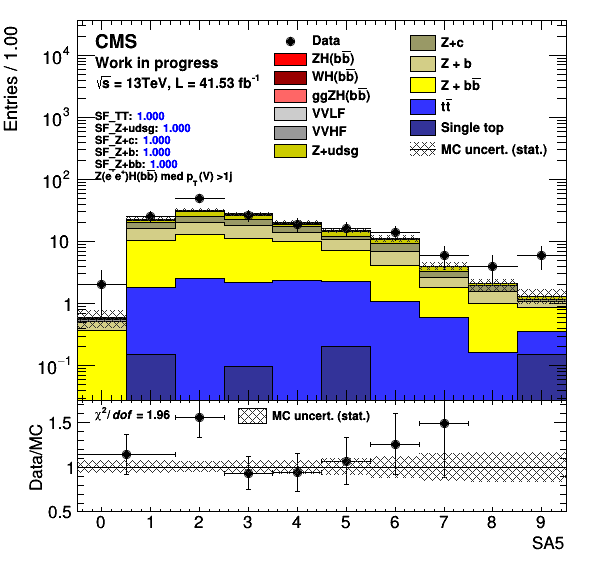 CMS
Work in progress
√s = 13TeV, L = 41.53 fb⁻¹
SF_TT: 1.000
SF_Z+udsg: 1.000
SF_Z+c: 1.000
SF_Z+b: 1.000
SF_Z+bb: 1.000
Z(e⁻e⁺)H(bb̅) med p_T(V) >1j
Data
ZH(bb̅)
WH(bb̅)
ggZH(bb̅)
VVLF
VVHF
Z+udsg
Z+c
Z + b
Z + bb̅
tt̅
Single top
MC uncert. (stat.)
Entries / 1.00
10⁴
10³
10²
10
1
10⁻¹
χ²/dof = 1.96
MC uncert. (stat.)
Data/MC
1.5
1
0.5
0 1 2 3 4 5 6 7 8 9
SA5